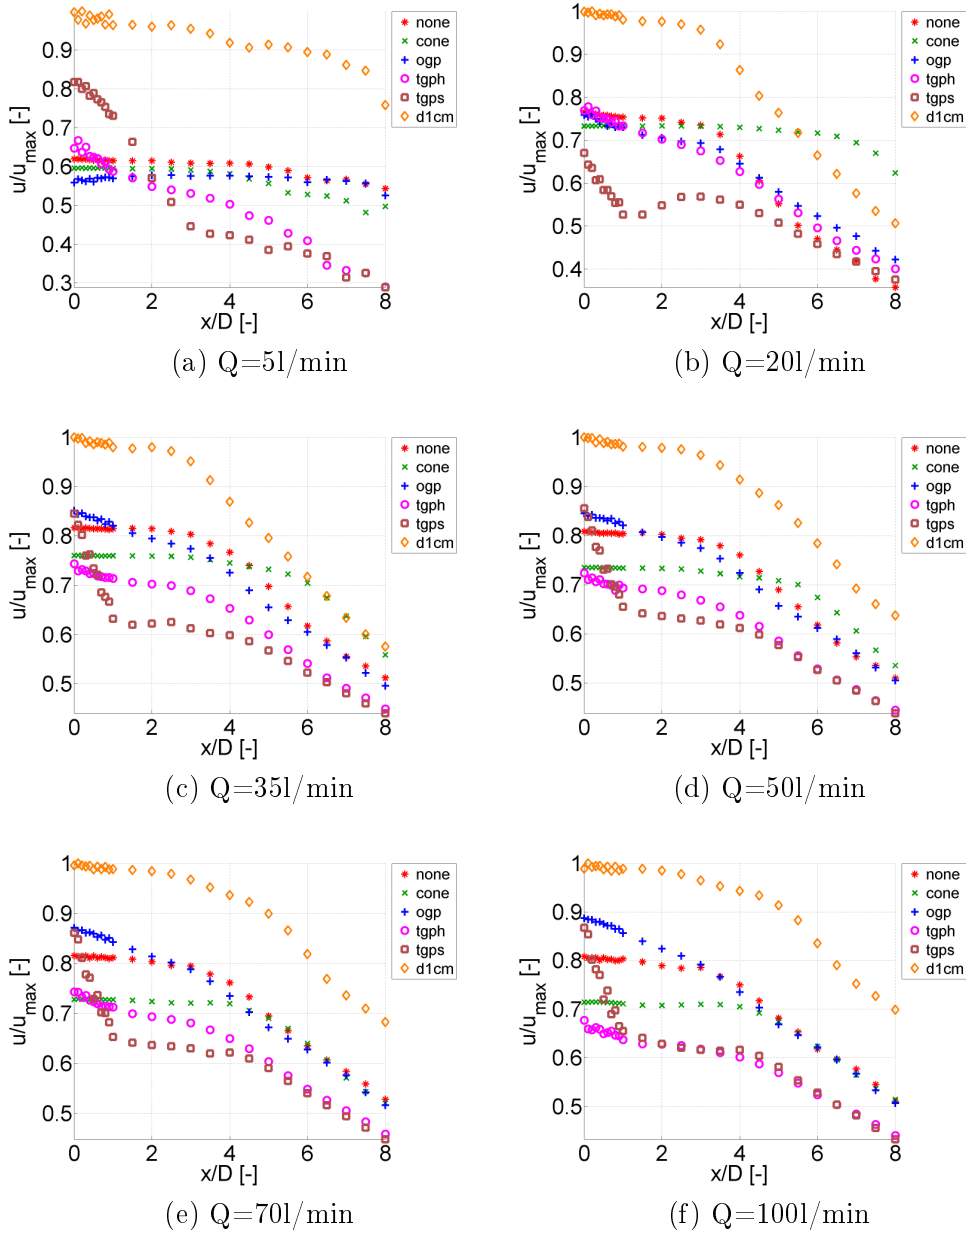 0.9
0.8
0.7
0.6
0.5
0.4
0.3
0 2 4 6 8
x/D [-]
u/u_max [-]
none
cone
ogp
tgph
tgps
d1cm
(a) Q=5l/min
1
0.9
0.8
0.7
0.6
0.5
0.4
0 2 4 6 8
x/D [-]
u/u_max [-]
none
cone
ogp
tgph
tgps
d1cm
(b) Q=20l/min
1
0.9
0.8
0.7
0.6
0.5
0 2 4 6 8
x/D [-]
u/u_max [-]
none
cone
ogp
tgph
tgps
d1cm
(c) Q=35l/min
1
0.9
0.8
0.7
0.6
0.5
0 2 4 6 8
x/D [-]
u/u_max [-]
none
cone
ogp
tgph
tgps
d1cm
(d) Q=50l/min
1
0.9
0.8
0.7
0.6
0.5
0 2 4 6 8
x/D [-]
u/u_max [-]
none
cone
ogp
tgph
tgps
d1cm
(e) Q=70l/min
1
0.9
0.8
0.7
0.6
0.5
0 2 4 6 8
x/D [-]
u/u_max [-]
none
cone
ogp
tgph
tgps
d1cm
(f) Q=100l/min